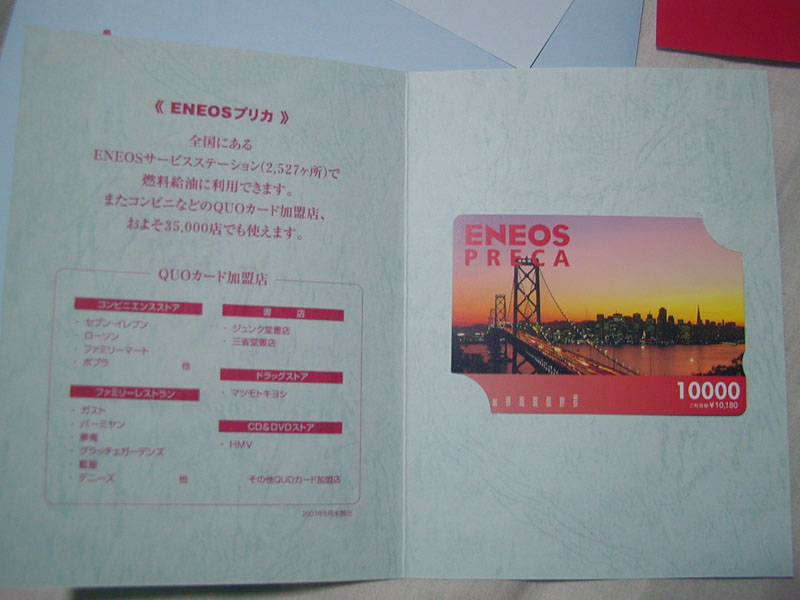 《 ENEOSプリカ 》
全国にある
ENEOSサービスステーション(2,527ヶ所)で
燃料給油に利用できます。
またコンビニなどのQUOカード加盟店、
およそ35,000店でも使えます。
QUOカード加盟店
コンビニエンスストア
・ セブン-イレブン
・ ローソン
・ ファミリーマート
・ ポプラ 他
ファミリーレストラン
・ ガスト
・ バーミヤン
・ 夢庵
・ グラッチェガーデンズ
・ 藍屋
・ デニーズ 他
書 店
・ ジュンク堂書店
・ 三省堂書店
ドラッグストア
・ マツモトキヨシ
CD&DVDストア
・ HMV
その他QUOカード加盟店
ENEOS
PRECA
10000
ご利用額¥10,180